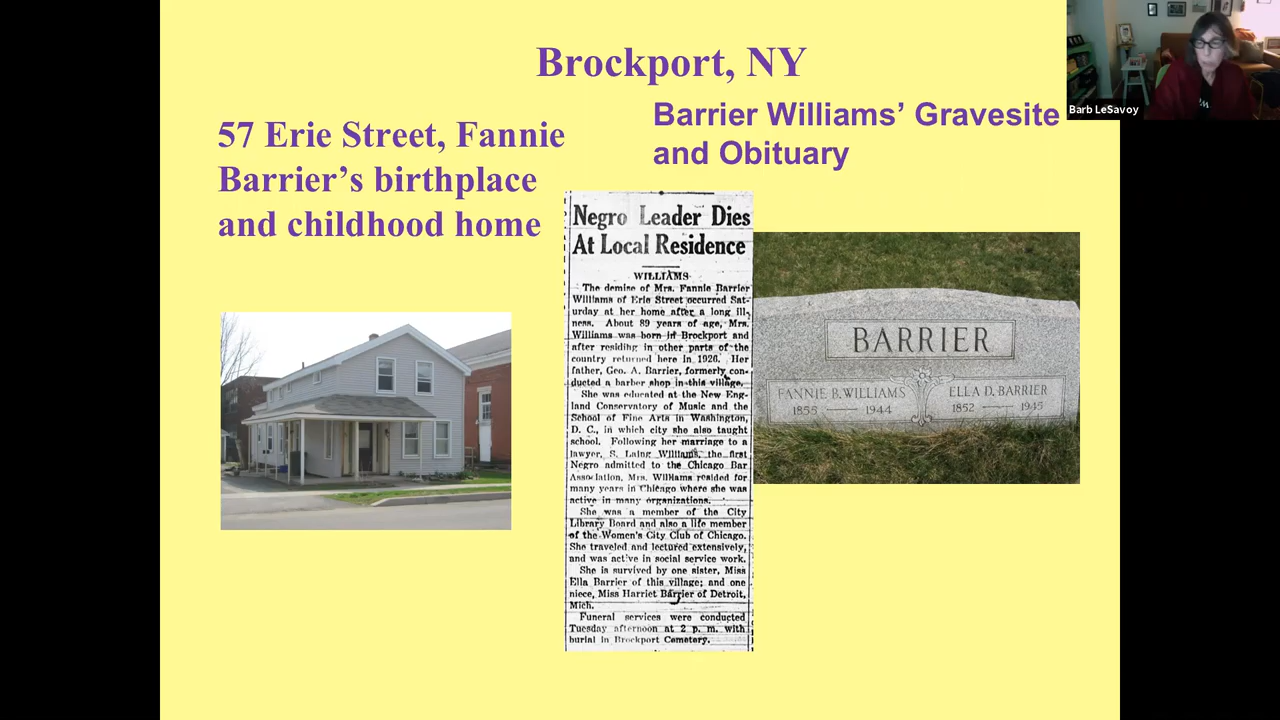 Brockport, NY
57 Erie Street, Fannie
Barrier’s birthplace
and childhood home
Barrier Williams’ Gravesite
and Obituary
Barb LeSavoy
Negro Leader Dies
At Local Residence
WILLIAMS
The demise of Mrs. Fannie Barrier
Williams of Erie Street occurred Sat-
urday at her home after a long ill-
ness. About 89 years of age, Mrs.
Williams was born in Brockport and
after residing in other parts of the
country returned here in 1926. Her
father, Geo. A. Barrier, formerly con-
ducted a barber shop in this village.
She was educated at the New Eng-
land Conservatory of Music and the
School of Fine Arts in Washington,
D. C., in which city she also taught
school. Following her marriage to a
lawyer, S. Laing Williams, the first
Negro admitted to the Chicago Bar
Association, Mrs. Williams resided for
many years in Chicago where she was
active in many organizations.
She was a member of the City
Library Board and also a life member
of the Women's City Club of Chicago.
She traveled and lectured extensively,
and was active in social service work.
She is survived by one sister, Miss
Ella Barrier of this village; and one
niece, Miss Harriet Barrier of Detroit,
Mich.
Funeral services were conducted
Tuesday afternoon at 2 p. m. with
burial in Brockport Cemetery.
BARRIER
FANNIE B. WILLIAMS
1855 — 1944
ELLA D. BARRIER
1852 — 1945